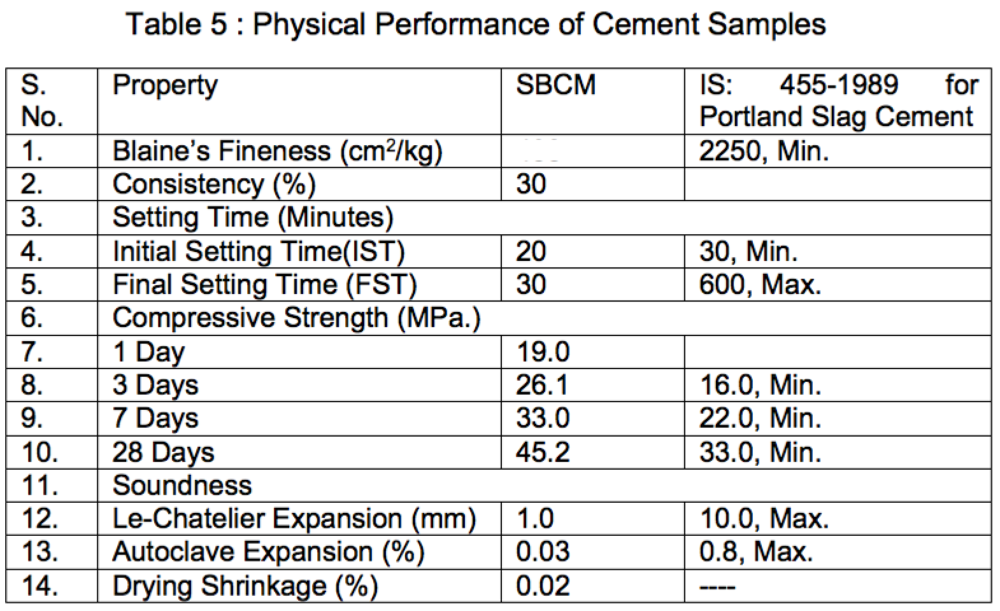 Table 5 : Physical Performance of Cement Samples
S. No. Property SBCM IS: 455-1989 for Portland Slag Cement
1. Blaine’s Fineness (cm²/kg) 2250, Min.
2. Consistency (%) 30
3. Setting Time (Minutes)
4. Initial Setting Time(IST) 20 30, Min.
5. Final Setting Time (FST) 30 600, Max.
6. Compressive Strength (MPa.)
7. 1 Day 19.0
8. 3 Days 26.1 16.0, Min.
9. 7 Days 33.0 22.0, Min.
10. 28 Days 45.2 33.0, Min.
11. Soundness
12. Le-Chatelier Expansion (mm) 1.0 10.0, Max.
13. Autoclave Expansion (%) 0.03 0.8, Max.
14. Drying Shrinkage (%) 0.02 ----